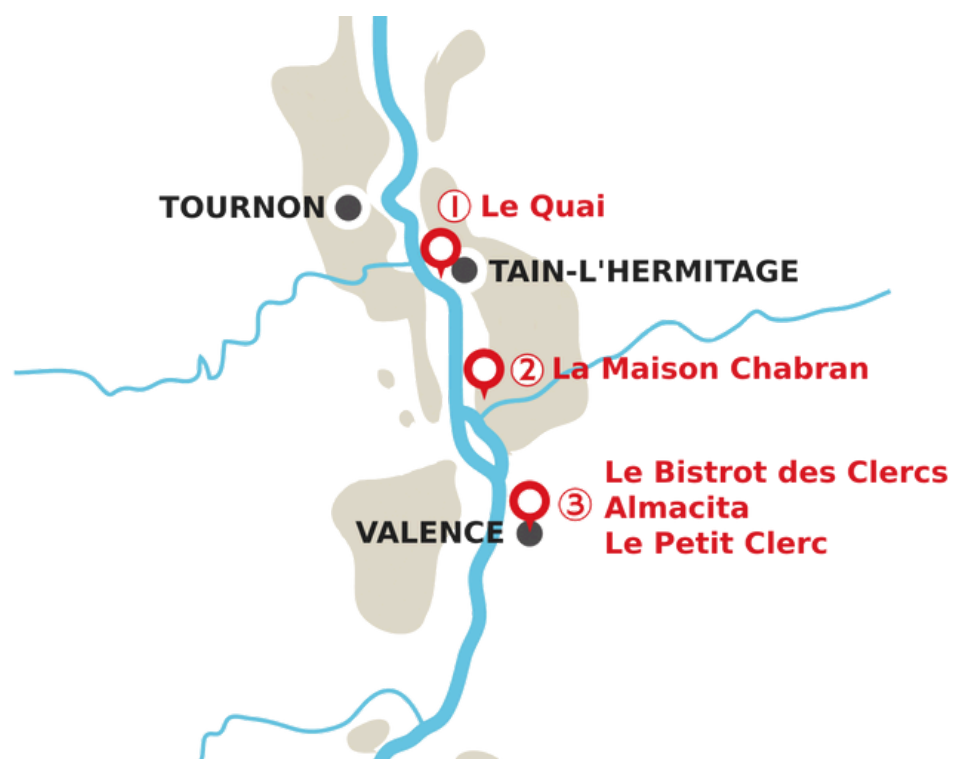 TOURNON
① Le Quai
TAIN-L'HERMITAGE
② La Maison Chabran
Le Bistrot des Clercs
③ Almacita
Le Petit Clerc
VALENCE